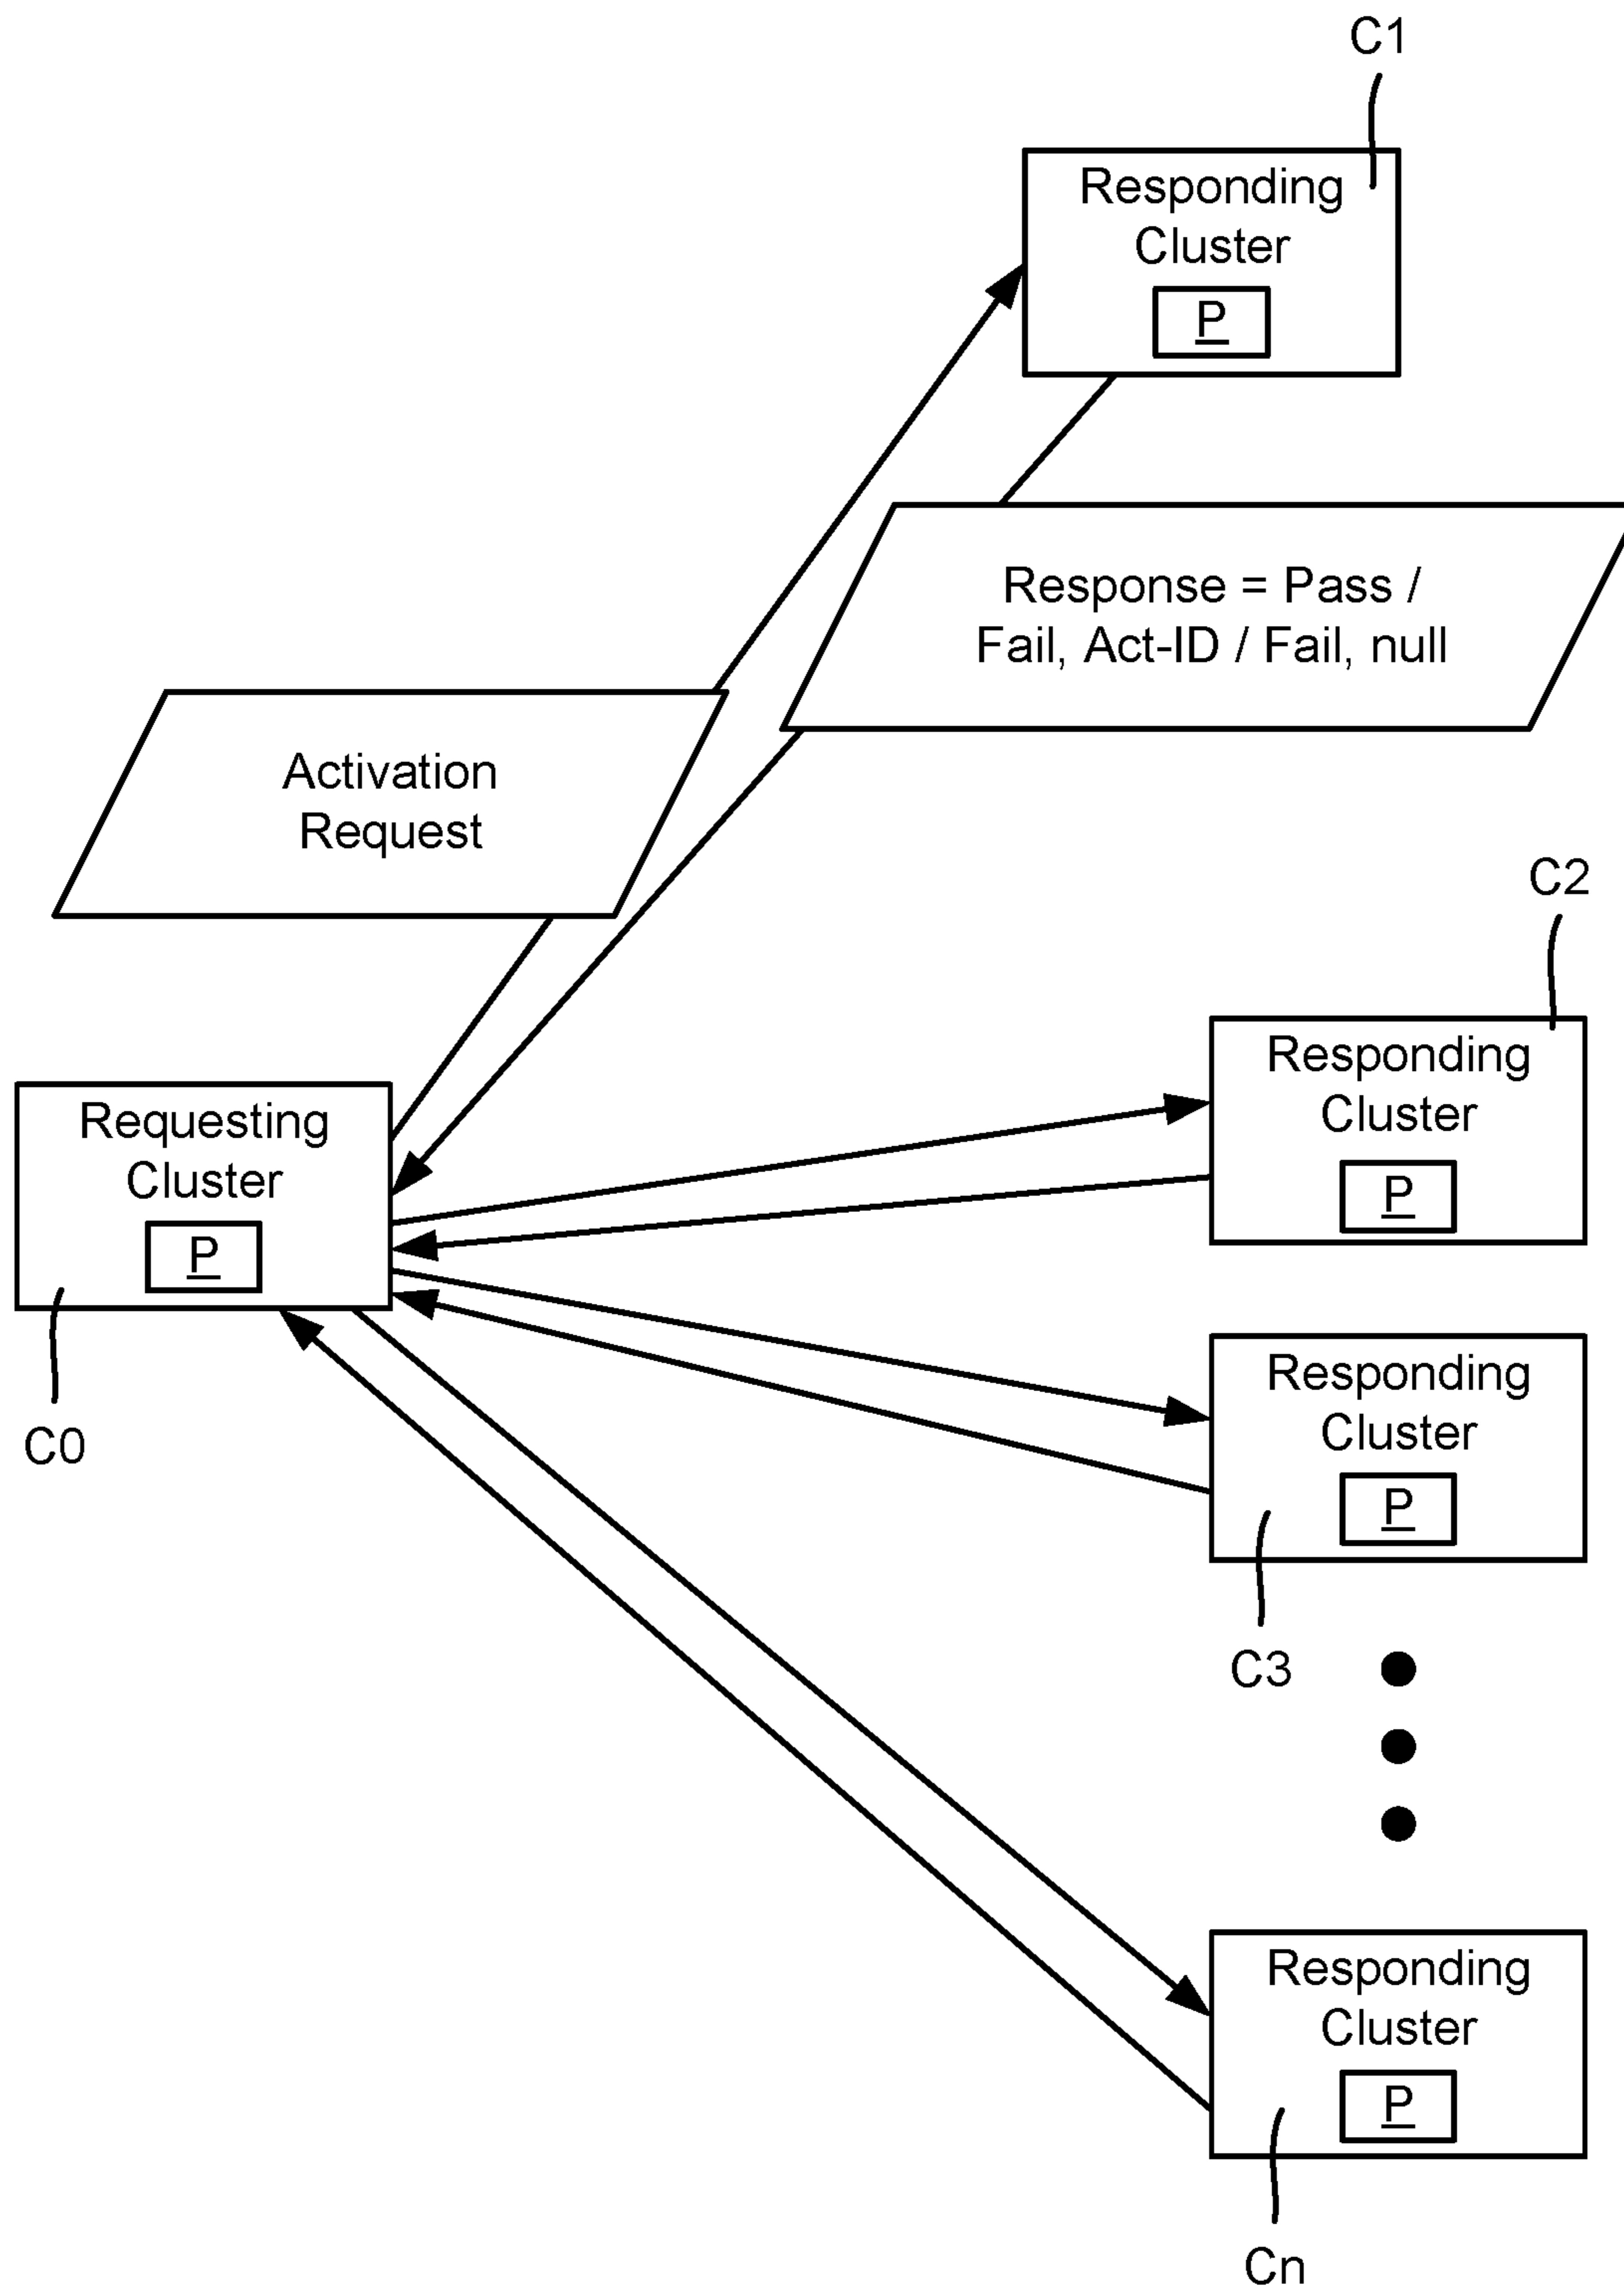 C1
Responding
Cluster
P
Response = Pass /
Fail, Act-ID / Fail, null
Activation
Request
C2
Responding
Cluster
P
Requesting
Cluster
P
C0
Responding
Cluster
P
C3
Responding
Cluster
P
Cn